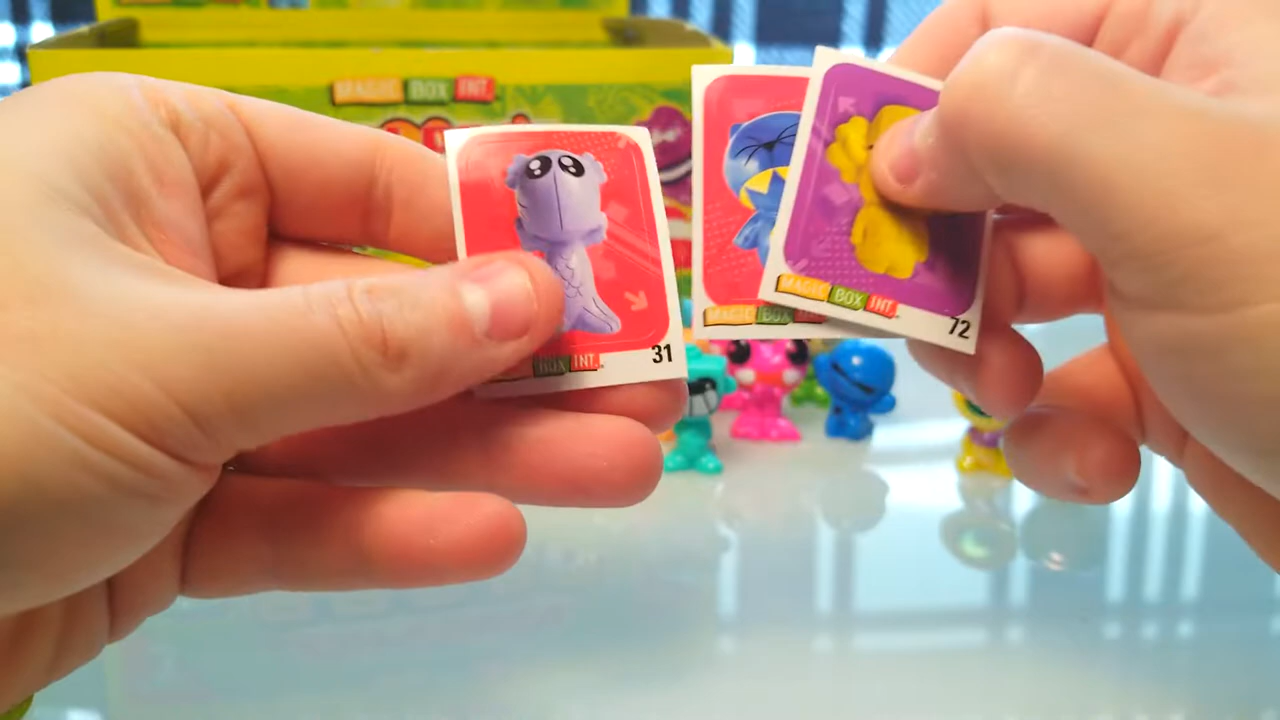 MAGIC BOX INT.
BOX INT.
31
MAGIC BOX
MAGIC BOX INT.
72